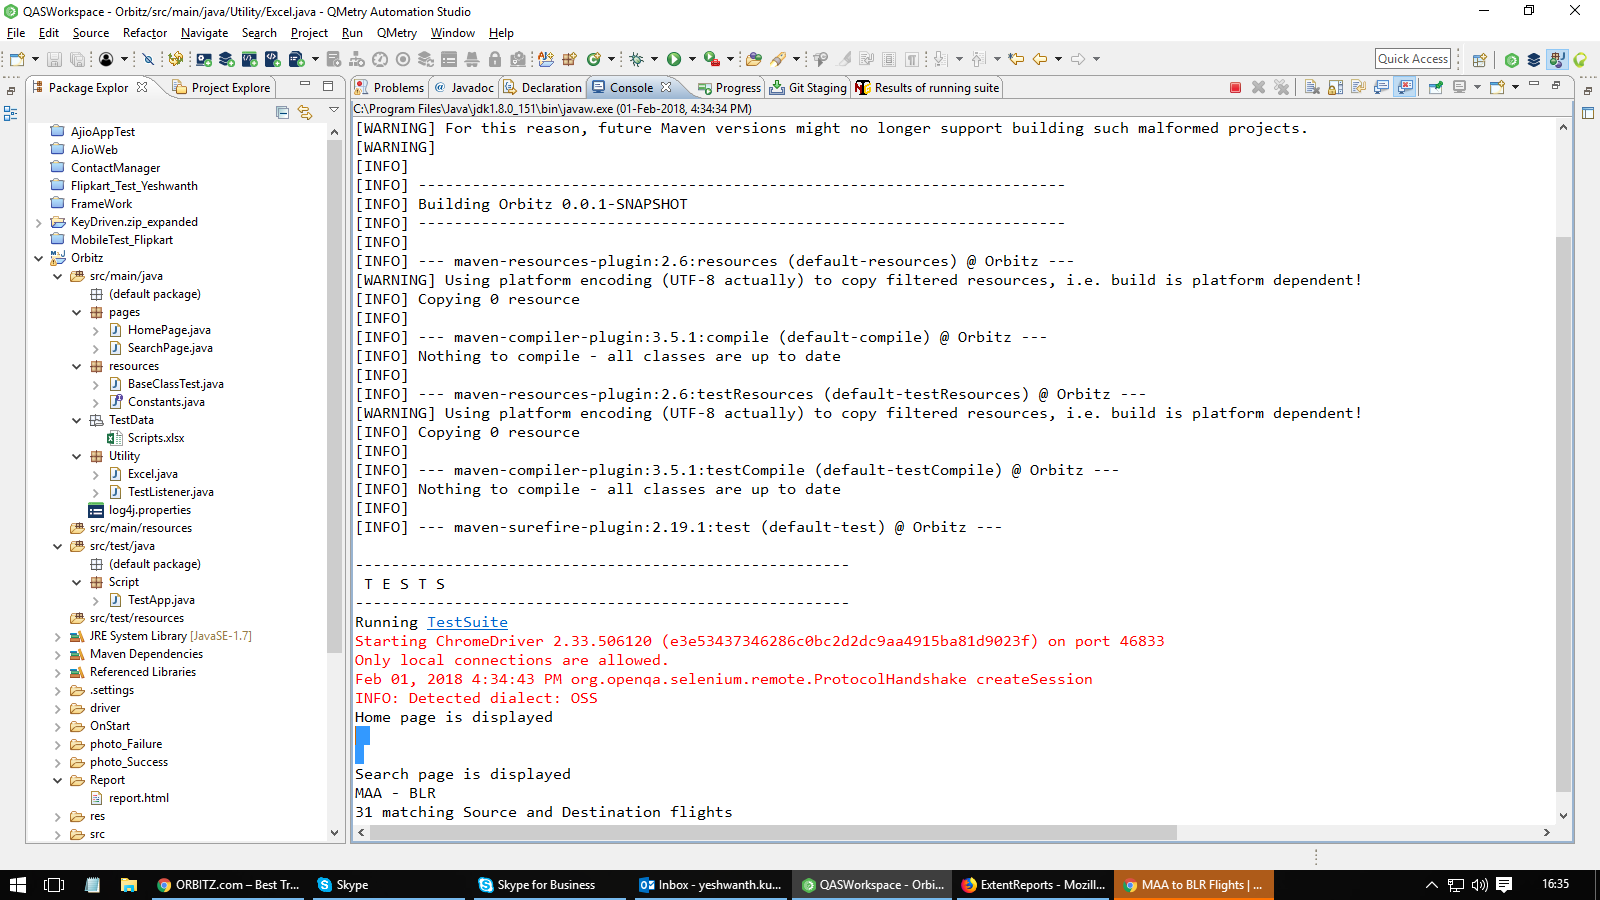 QASWorkspace - Orbitz/src/main/java/Utility/Excel.java - QMetry Automation Studio
File Edit Source Refactor Navigate Search Project Run QMetry Window Help
Quick Access
Package Explor
Project Explore
Problems
@ Javadoc
Declaration
Console
Progress
Git Staging
Results of running suite
AjioAppTest
AJioWeb
ContactManager
Flipkart_Test_Yeshwanth
FrameWork
KeyDriven.zip_expanded
MobileTest_Flipkart
Orbitz
src/main/java
(default package)
pages
HomePage.java
SearchPage.java
resources
BaseClassTest.java
Constants.java
TestData
Scripts.xlsx
Utility
Excel.java
TestListener.java
log4j.properties
src/main/resources
src/test/java
(default package)
Script
TestApp.java
src/test/resources
JRE System Library [JavaSE-1.7]
Maven Dependencies
Referenced Libraries
.settings
driver
OnStart
photo_Failure
photo_Success
Report
report.html
res
src
C:\Program Files\Java\jdk1.8.0_151\bin\javaw.exe (01-Feb-2018, 4:34:34 PM)
[WARNING] For this reason, future Maven versions might no longer support building such malformed projects.
[WARNING]
[INFO]
[INFO] ------------------------------------------------------------------------
[INFO] Building Orbitz 0.0.1-SNAPSHOT
[INFO] ------------------------------------------------------------------------
[INFO]
[INFO] --- maven-resources-plugin:2.6:resources (default-resources) @ Orbitz ---
[WARNING] Using platform encoding (UTF-8 actually) to copy filtered resources, i.e. build is platform dependent!
[INFO] Copying 0 resource
[INFO]
[INFO] --- maven-compiler-plugin:3.5.1:compile (default-compile) @ Orbitz ---
[INFO] Nothing to compile - all classes are up to date
[INFO]
[INFO] --- maven-resources-plugin:2.6:testResources (default-testResources) @ Orbitz ---
[WARNING] Using platform encoding (UTF-8 actually) to copy filtered resources, i.e. build is platform dependent!
[INFO] Copying 0 resource
[INFO]
[INFO] --- maven-compiler-plugin:3.5.1:testCompile (default-testCompile) @ Orbitz ---
[INFO] Nothing to compile - all classes are up to date
[INFO]
[INFO] --- maven-surefire-plugin:2.19.1:test (default-test) @ Orbitz ---
-------------------------------------------------------
T E S T S
-------------------------------------------------------
Running TestSuite
Starting ChromeDriver 2.33.506120 (e3e53437346286c0bc2d2dc9aa4915ba81d9023f) on port 46833
Only local connections are allowed.
Feb 01, 2018 4:34:43 PM org.openqa.selenium.remote.ProtocolHandshake createSession
INFO: Detected dialect: OSS
Home page is displayed
Search page is displayed
MAA - BLR
31 matching Source and Destination flights
ORBITZ.com – Best Tr...
Skype
Skype for Business
Inbox - yeshwanth.ku...
QASWorkspace - Orbi...
ExtentReports - Mozill...
MAA to BLR Flights | ...
16:35